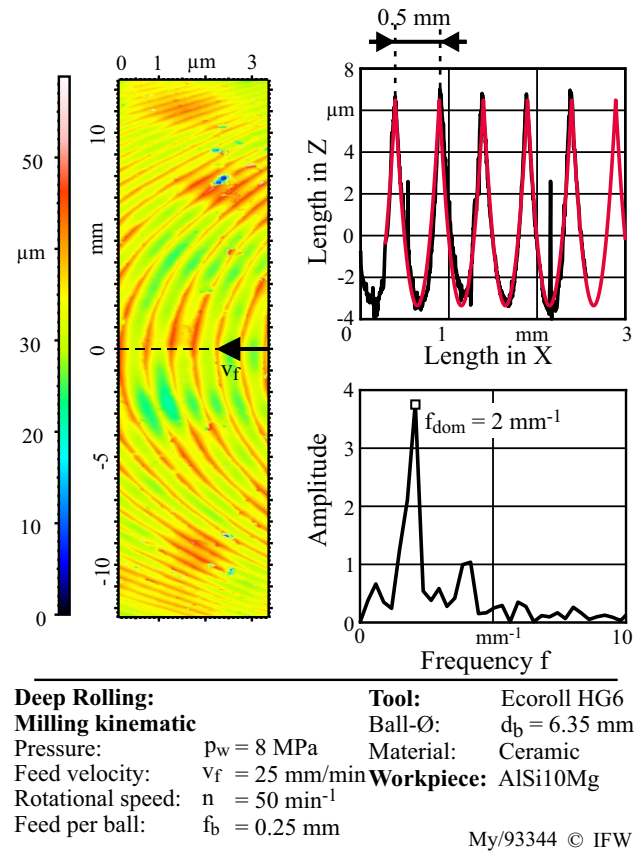 0.5 mm
0 1 µm 3
50
µm
30
20
10
0
10
mm
0
-5
-10
v_f
8
µm
4
2
0
-2
-4
Length in Z
0 1 mm 3
Length in X
4
3
2
1
0
Amplitude
f_dom = 2 mm⁻¹
0 mm⁻¹ 10
Frequency f
Deep Rolling:
Milling kinematic
Pressure: p_w = 8 MPa
Feed velocity: v_f = 25 mm/min
Rotational speed: n = 50 min⁻¹
Feed per ball: f_b = 0.25 mm
Tool: Ecoroll HG6
Ball-Ø: d_b = 6.35 mm
Material: Ceramic
Workpiece: AlSi10Mg
My/93344 © IFW